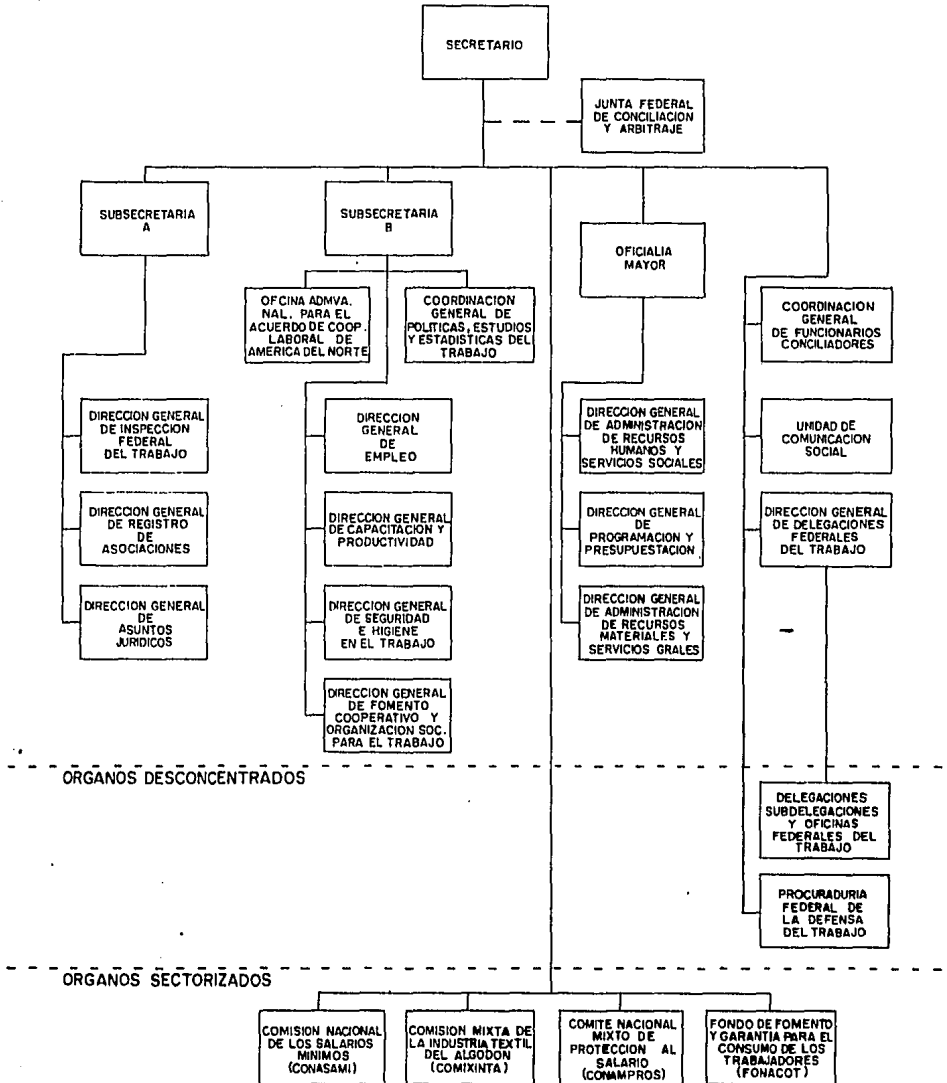 SECRETARIO
JUNTA FEDERAL
DE CONCILIACION
Y ARBITRAJE
SUBSECRETARIA
A
SUBSECRETARIA
B
OFICIALIA
MAYOR
OFCINA ADMVA.
NAL. PARA EL
ACUERDO DE COOP.
LABORAL DE
AMERICA DEL NORTE
COORDINACION
GENERAL DE
POLITICAS, ESTUDIOS
Y ESTADISTICAS DEL
TRABAJO
COORDINACION
GENERAL
DE FUNCIONARIOS
CONCILIADORES
DIRECCION GENERAL
DE INSPECCION
FEDERAL
DEL TRABAJO
DIRECCION
GENERAL
DE
EMPLEO
DIRECCION GENERAL
DE ADMINISTRACION
DE RECURSOS
HUMANOS Y
SERVICIOS SOCIALES
UNIDAD DE
COMUNICACION
SOCIAL
DIRECCION GENERAL
DE REGISTRO
DE
ASOCIACIONES
DIRECCION GENERAL
DE CAPACITACION Y
PRODUCTIVIDAD
DIRECCION GENERAL
DE
PROGRAMACION Y
PRESUPUESTACION
DIRECCION GENERAL
DE DELEGACIONES
FEDERALES
DEL TRABAJO
DIRECCION GENERAL
DE
ASUNTOS
JURIDICOS
DIRECCION GENERAL
DE SEGURIDAD
E HIGIENE
EN EL TRABAJO
DIRECCION GENERAL
DE ADMINISTRACION
DE RECURSOS
MATERIALES Y
SERVICIOS GRALES
DIRECCION GENERAL
DE FOMENTO
COOPERATIVO Y
ORGANIZACION SOC.
PARA EL TRABAJO
ORGANOS DESCONCENTRADOS
DELEGACIONES
SUBDELEGACIONES
Y OFICINAS
FEDERALES DEL
TRABAJO
PROCURADURIA
FEDERAL DE
LA DEFENSA
DEL TRABAJO
ORGANOS SECTORIZADOS
COMISION NACIONAL
DE LOS SALARIOS
MINIMOS
(CONASAMI)
COMISION MIXTA DE
LA INDUSTRIA TEXTIL
DEL ALGODON
(COMIXINTA)
COMITE NACIONAL
MIXTO DE
PROTECCION AL
SALARIO
(CONAMPROS)
FONDO DE FOMENTO
Y GARANTIA PARA EL
CONSUMO DE LOS
TRABAJADORES
(FONACOT)